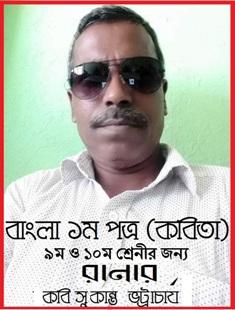 বাংলা ১ম পত্র (কবিতা)
৯ম ও ১০ম শ্রেনীর জন্য
রানার
কবি সুকান্ত ভট্টাচার্য